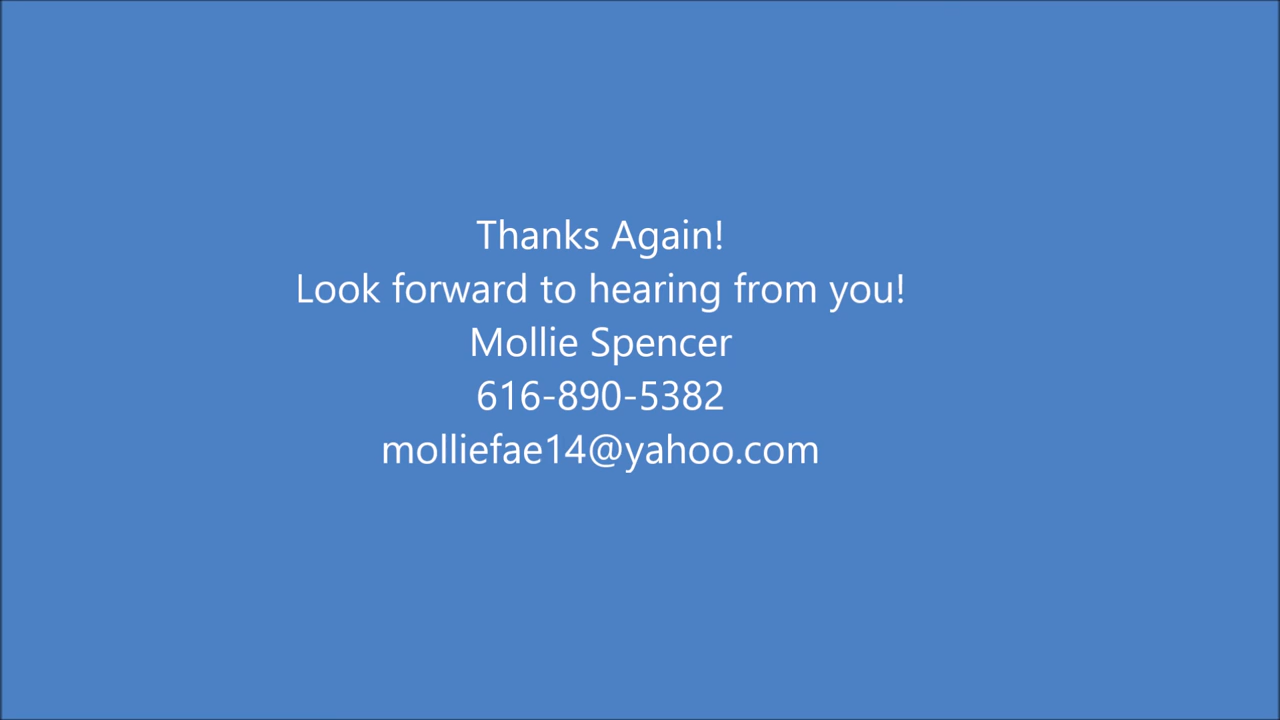 Thanks Again!
Look forward to hearing from you!
Mollie Spencer
616-890-5382
molliefae14@yahoo.com